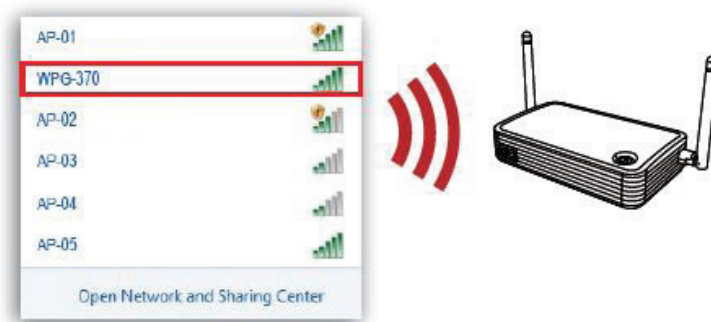 AP-01
WPG-370
AP-02
AP-03
AP-04
AP-05
Open Network and Sharing Center